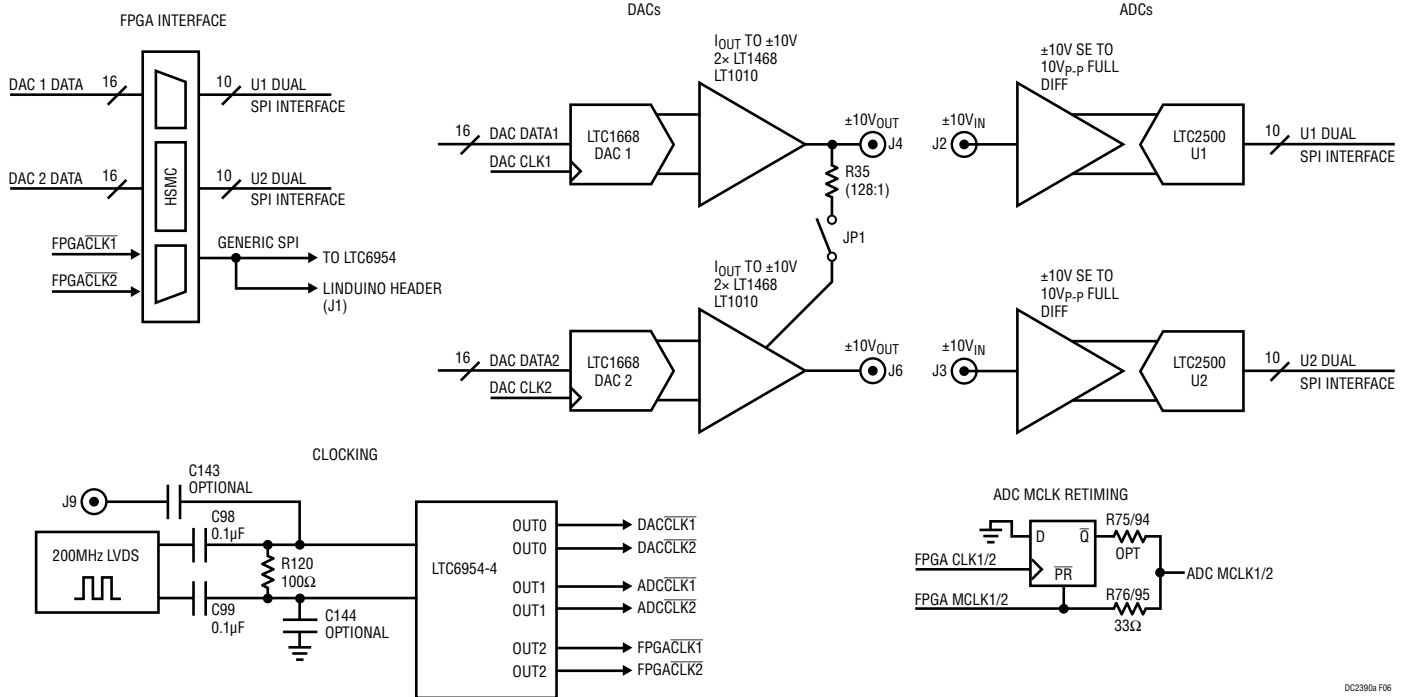 FPGA INTERFACE
DAC 1 DATA
16
10
U1 DUAL
SPI INTERFACE
DAC 2 DATA
16
HSMC
10
U2 DUAL
SPI INTERFACE
FPGACLK1
FPGACLK2
GENERIC SPI
TO LTC6954
LINDUINO HEADER
(J1)
DACs
IOUT TO ±10V
2× LT1468
LT1010
16
DAC DATA1
DAC CLK1
LTC1668
DAC 1
±10VOUT
J4
R35
(128:1)
JP1
IOUT TO ±10V
2× LT1468
LT1010
16
DAC DATA2
DAC CLK2
LTC1668
DAC 2
±10VOUT
J6
ADCs
±10V SE TO
10VP-P FULL
DIFF
±10VIN
J2
LTC2500
U1
10
U1 DUAL
SPI INTERFACE
±10V SE TO
10VP-P FULL
DIFF
±10VIN
J3
LTC2500
U2
10
U2 DUAL
SPI INTERFACE
CLOCKING
J9
C143
OPTIONAL
C98
0.1µF
200MHz LVDS
R120
100Ω
C99
0.1µF
C144
OPTIONAL
LTC6954-4
OUT0
DACCLK1
OUT0
DACCLK2
OUT1
ADCCLK1
OUT1
ADCCLK2
OUT2
FPGACLK1
OUT2
FPGACLK2
ADC MCLK RETIMING
D
Q
PR
R75/94
OPT
FPGA CLK1/2
ADC MCLK1/2
FPGA MCLK1/2
R76/95
33Ω
DC2390a F06